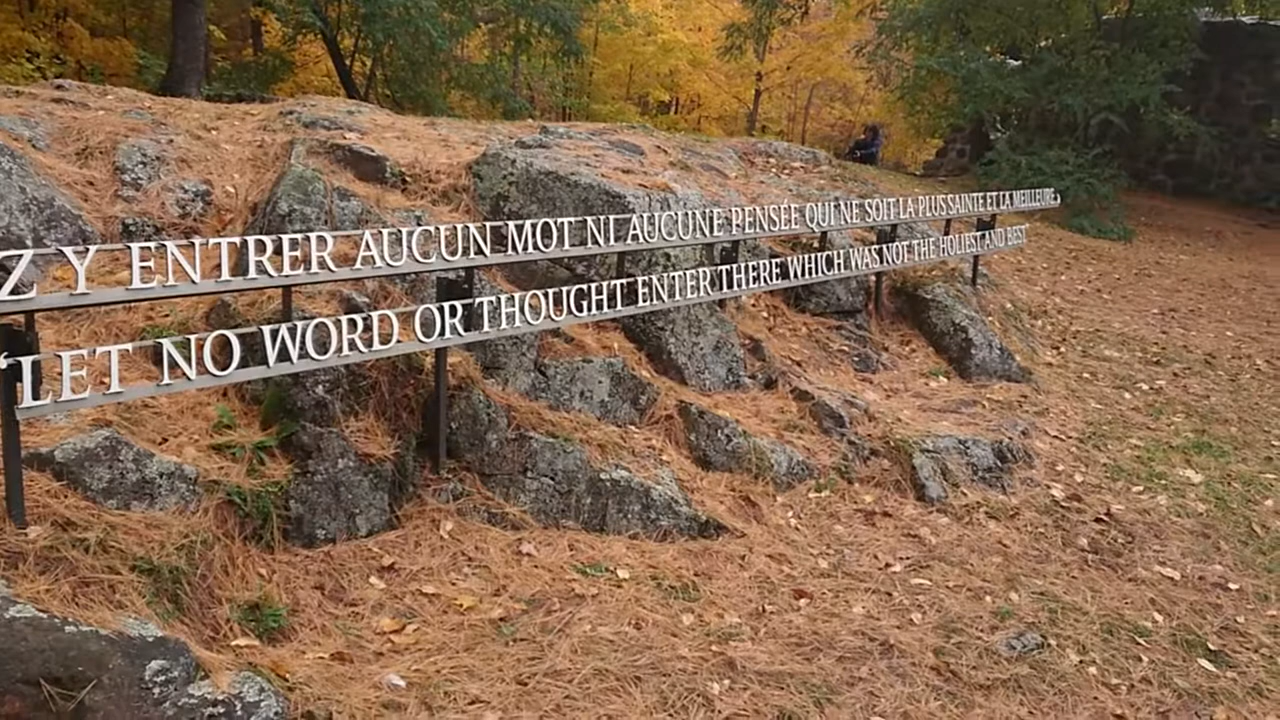 Z Y ENTRER AUCUN MOT NI AUCUNE PENSÉE QUI NE SOIT LA PLUS SAINTE ET LA MEILLEURE»
“LET NO WORD OR THOUGHT ENTER THERE WHICH WAS NOT THE HOLIEST AND BEST